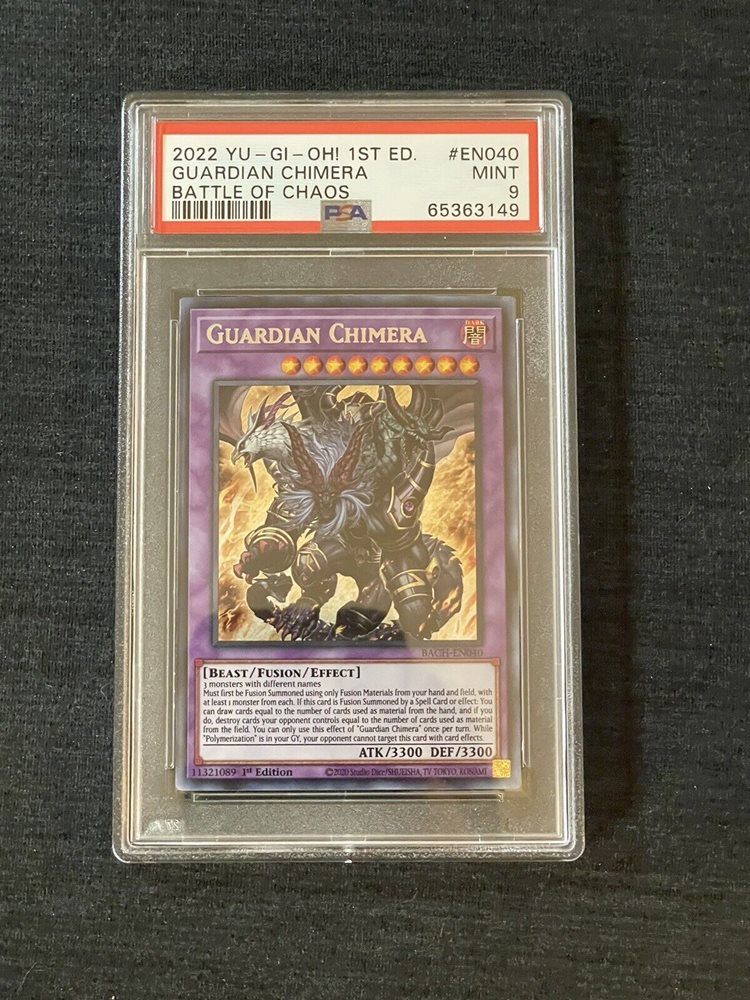 2022 YU-GI-OH! 1ST ED. #EN040
GUARDIAN CHIMERA MINT
BATTLE OF CHAOS 9
PSA 65363149
GUARDIAN CHIMERA DARK
闇
BACH-EN040
[BEAST/FUSION/EFFECT]
3 monsters with different names
Must first be Fusion Summoned using only Fusion Materials from your hand and field, with
at least 1 monster from each. If this card is Fusion Summoned by a Spell Card or effect: You
can draw cards equal to the number of cards used as material from the hand, and if you
do, destroy cards your opponent controls equal to the number of cards used as material
from the field. You can only use this effect of "Guardian Chimera" once per turn. While
"Polymerization" is in your GY, your opponent cannot target this card with card effects.
ATK/3300 DEF/3300
11321089 1st Edition ©2020 Studio Dice/SHUEISHA, TV TOKYO, KONAMI